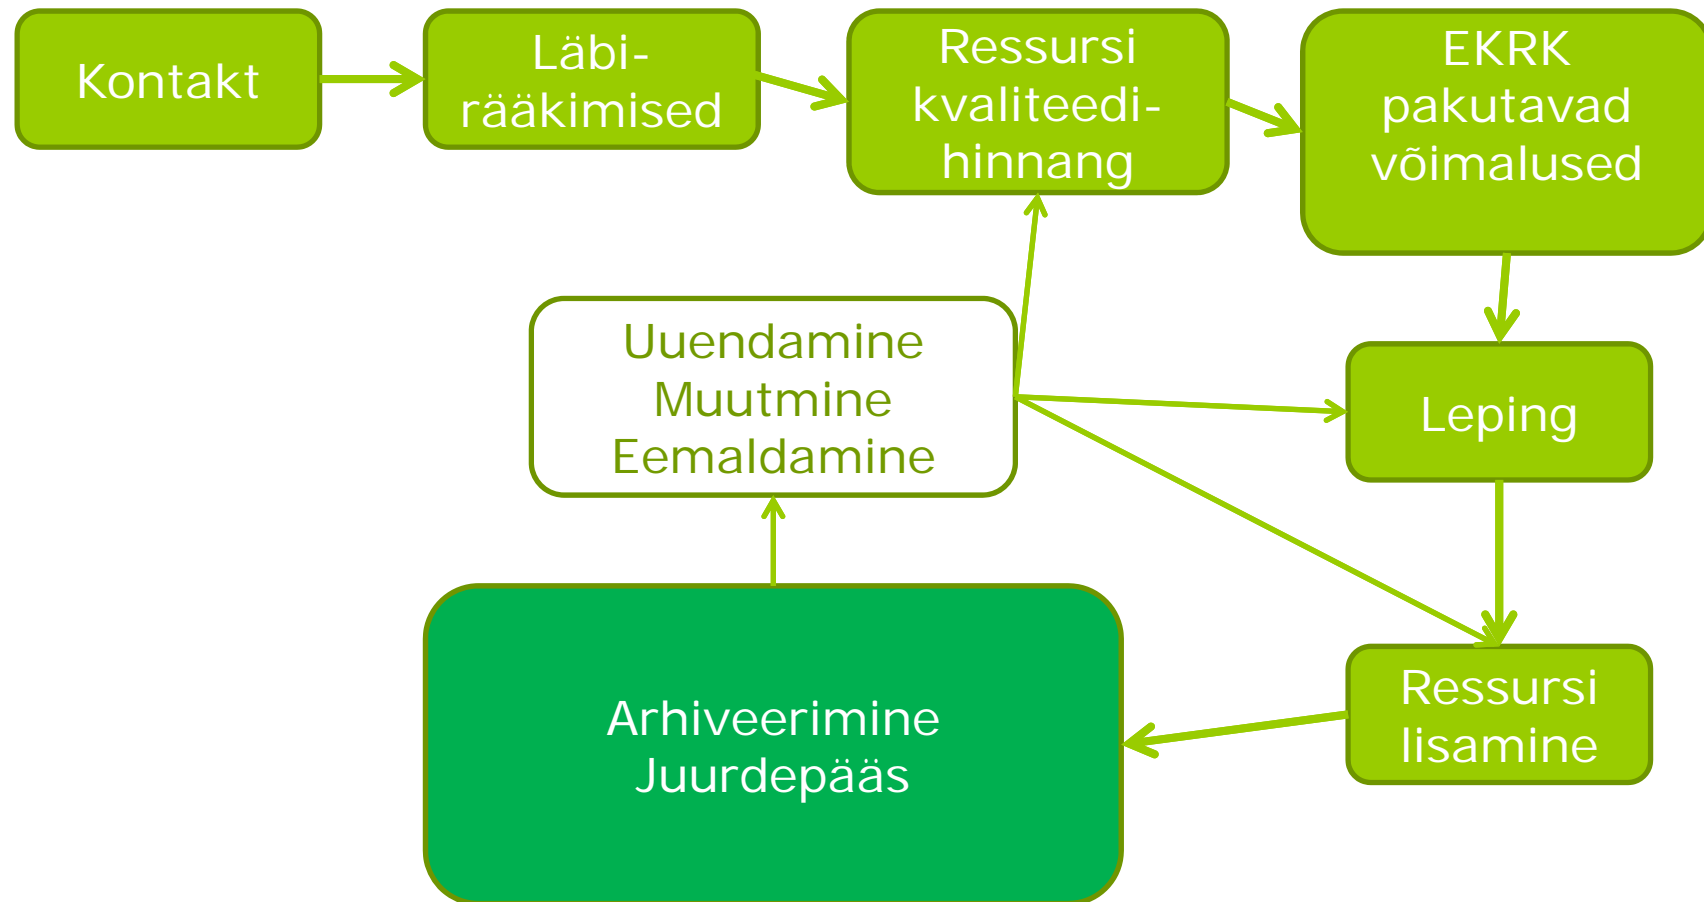 Kontakt
Läbi-
rääkimised
Ressursi
kvaliteedi-
hinnang
EKRK
pakutavad
võimalused
Uuendamine
Muutmine
Eemaldamine
Leping
Arhiveerimine
Juurdepääs
Ressursi
lisamine